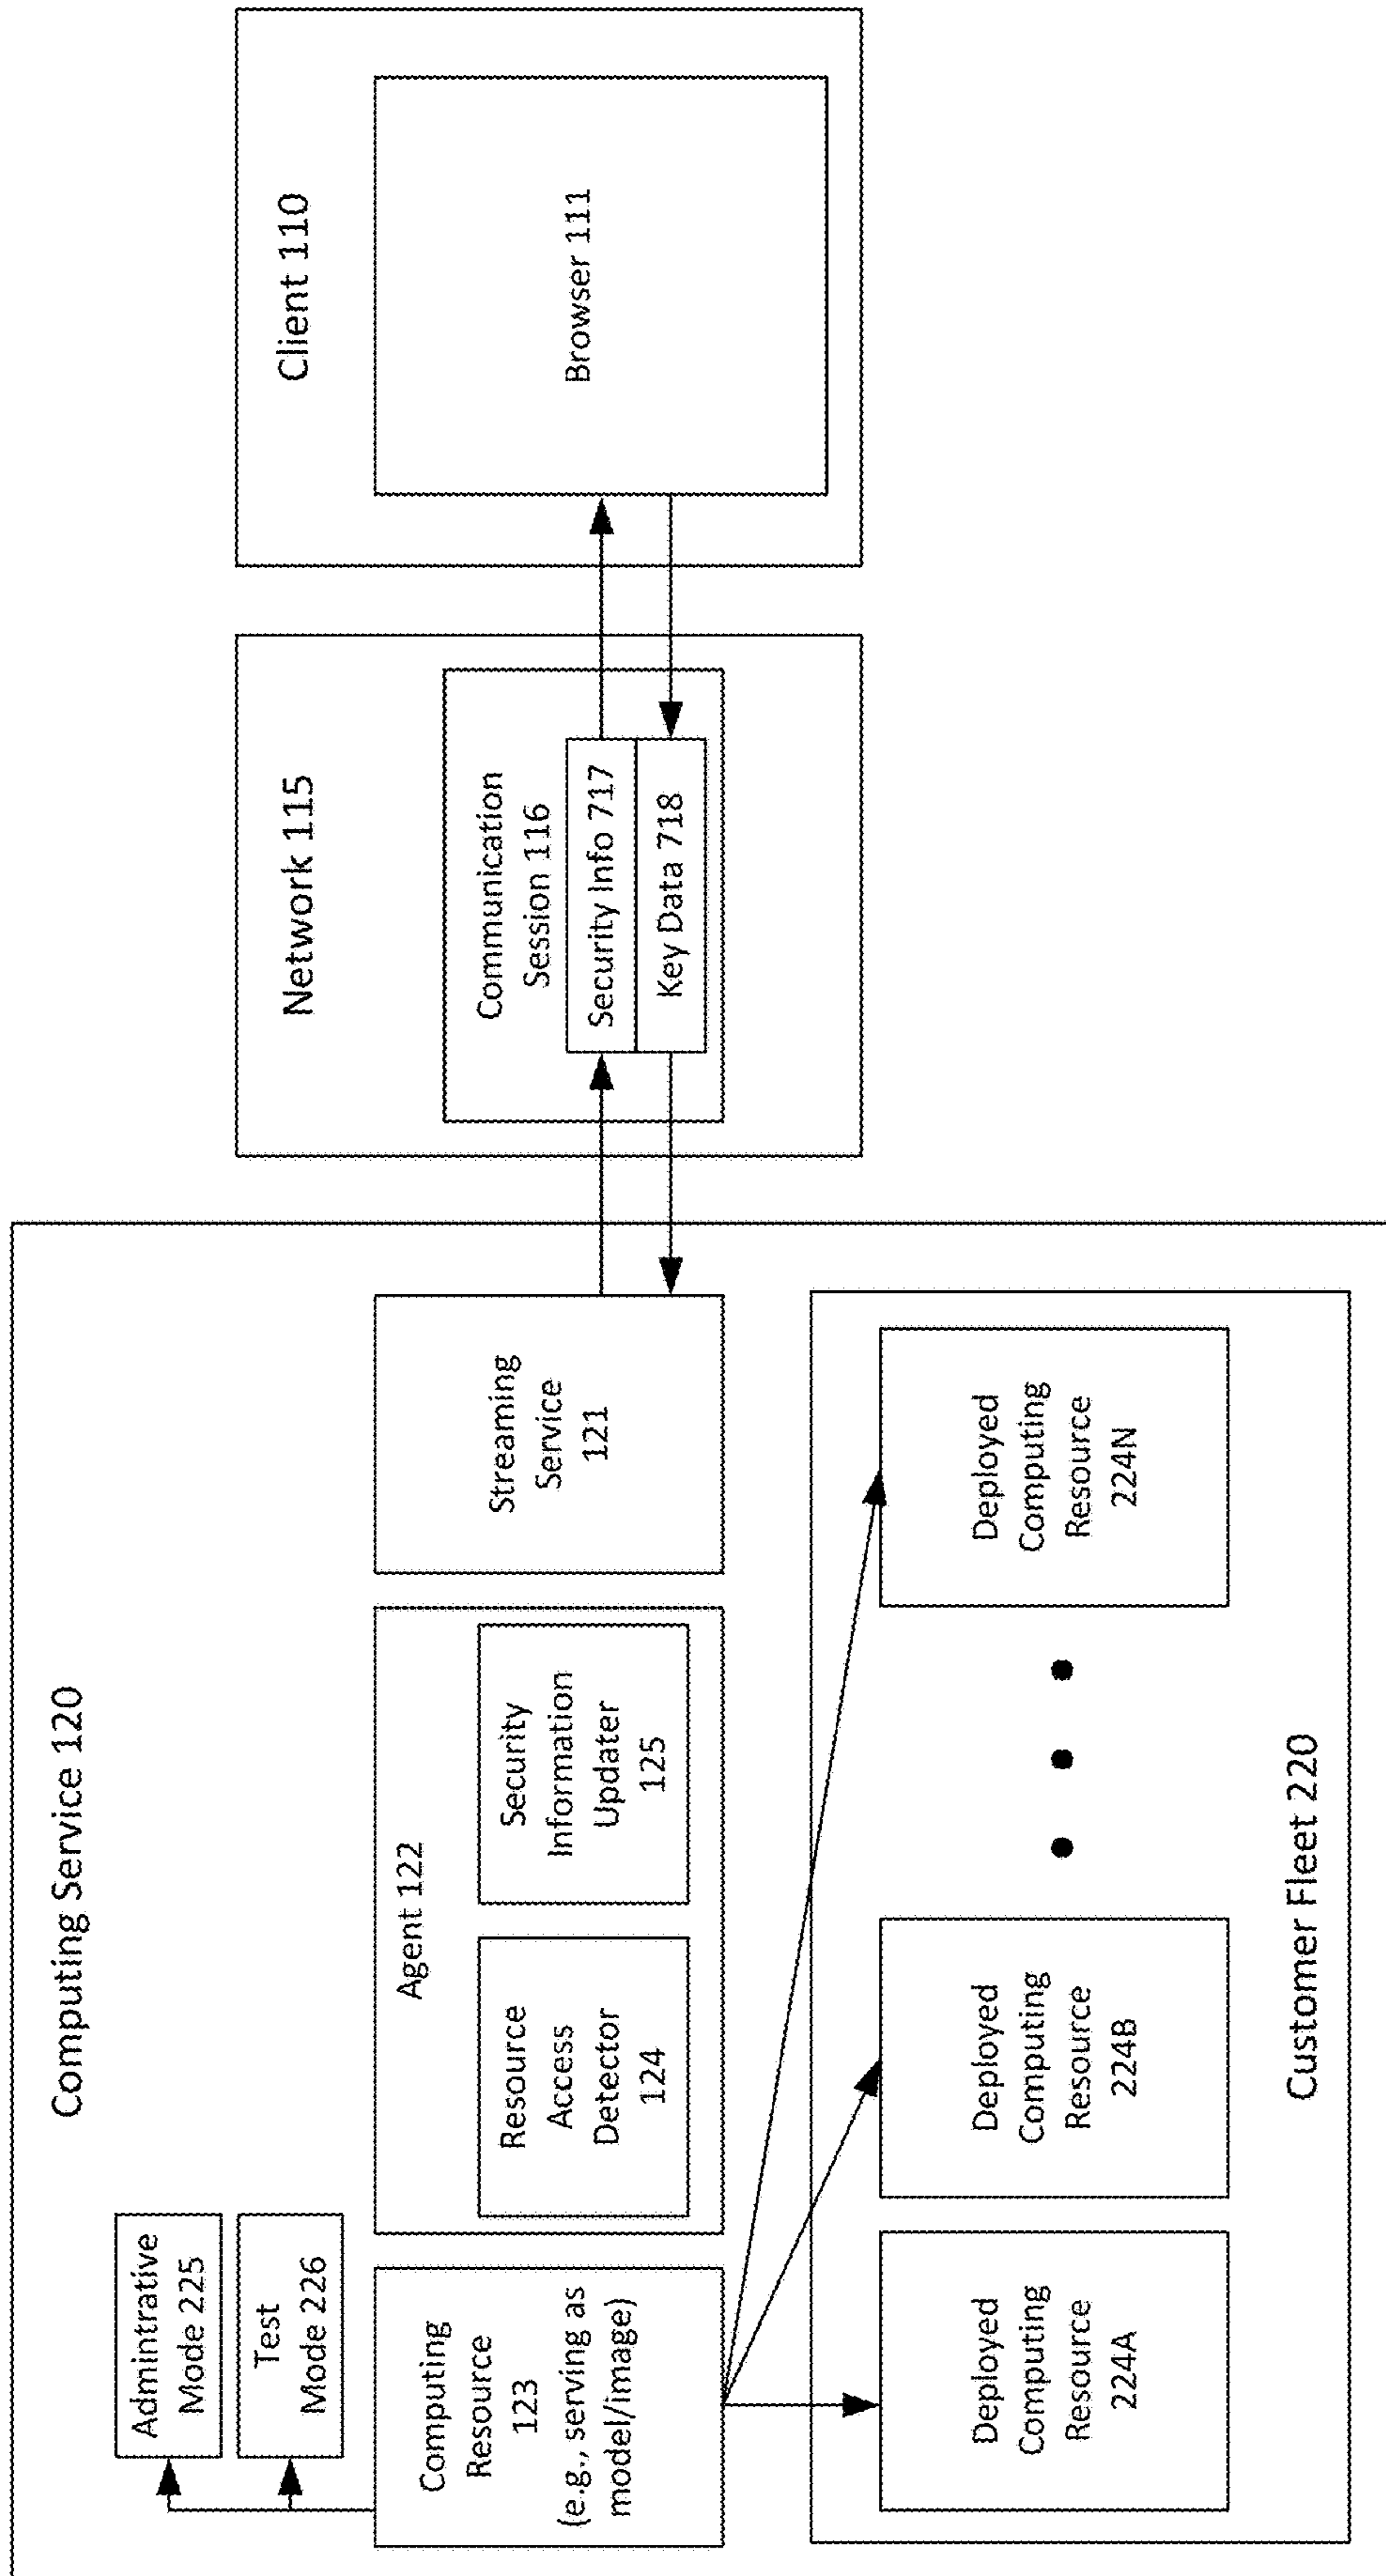 Computing Service 120
Admintrative
Mode 225
Test
Mode 226
Computing
Resource
123
(e.g., serving as
model/image)
Agent 122
Resource
Access
Detector
124
Security
Information
Updater
125
Streaming
Service
121
Deployed
Computing
Resource
224A
Deployed
Computing
Resource
224B
Deployed
Computing
Resource
224N
Customer Fleet 220
Network 115
Communication
Session 116
Security Info 717
Key Data 718
Client 110
Browser 111